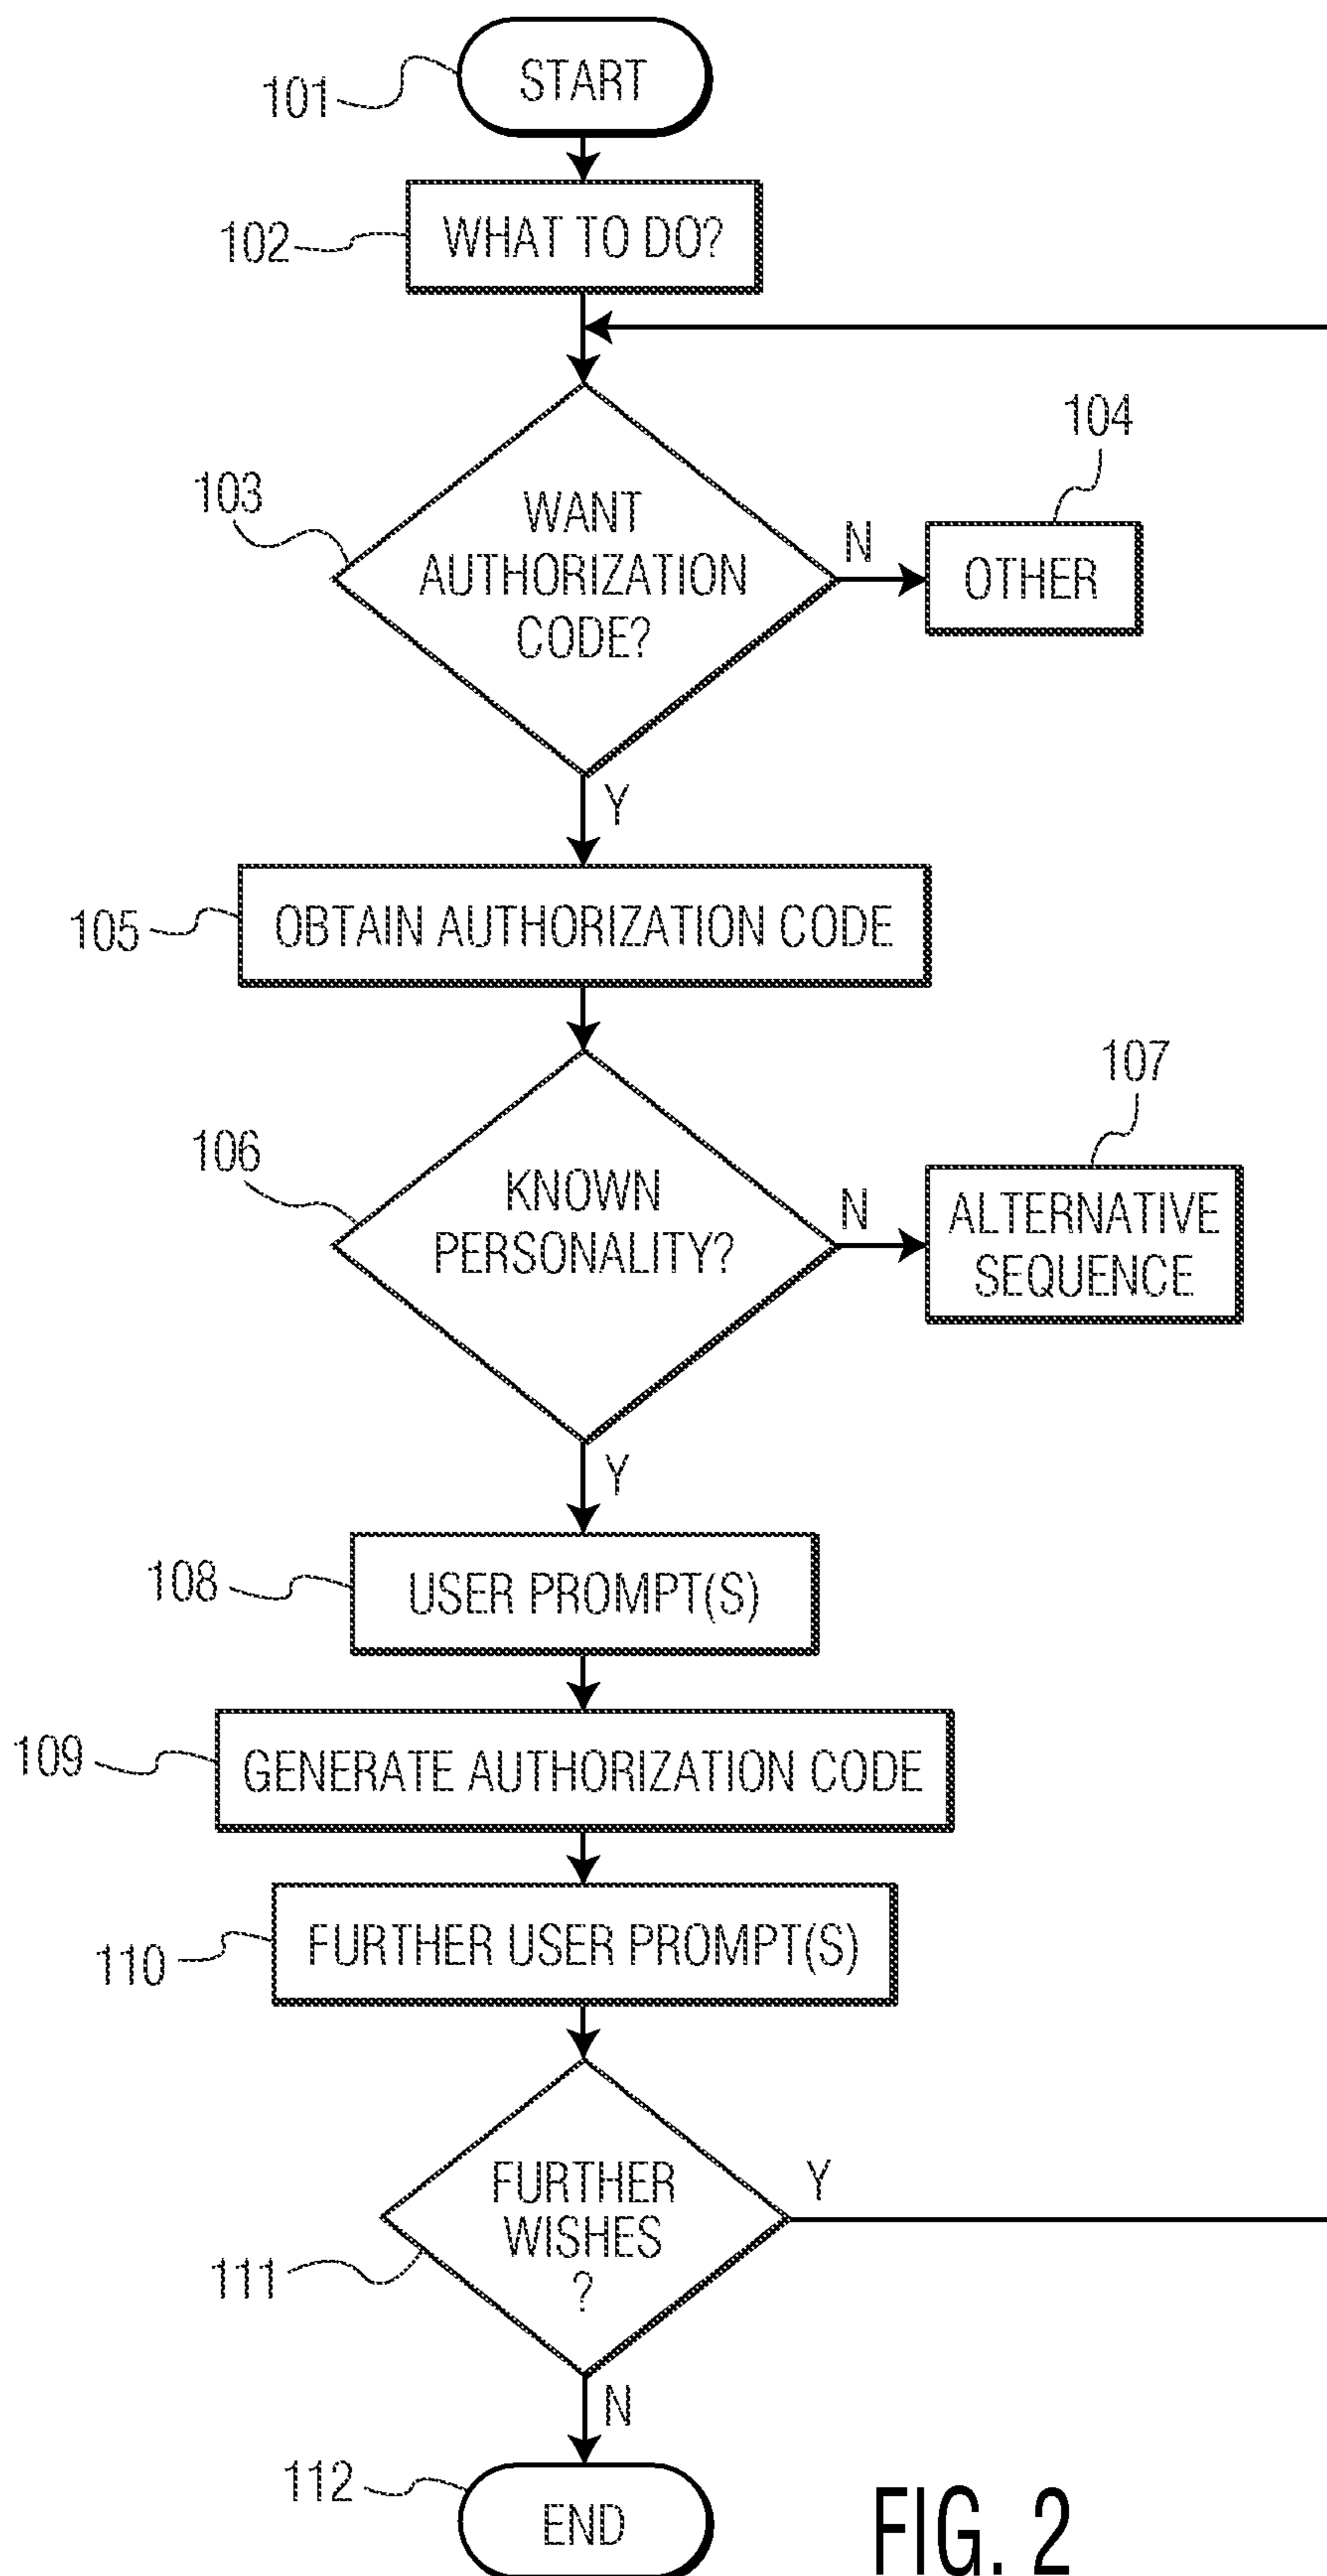 START
101
WHAT TO DO?
102
104
103
WANT
AUTHORIZATION
CODE?
N
OTHER
Y
105
OBTAIN AUTHORIZATION CODE
107
106
KNOWN
PERSONALITY?
N
ALTERNATIVE
SEQUENCE
Y
108
USER PROMPT(S)
109
GENERATE AUTHORIZATION CODE
110
FURTHER USER PROMPT(S)
FURTHER
WISHES
?
Y
111
N
112
END
FIG. 2